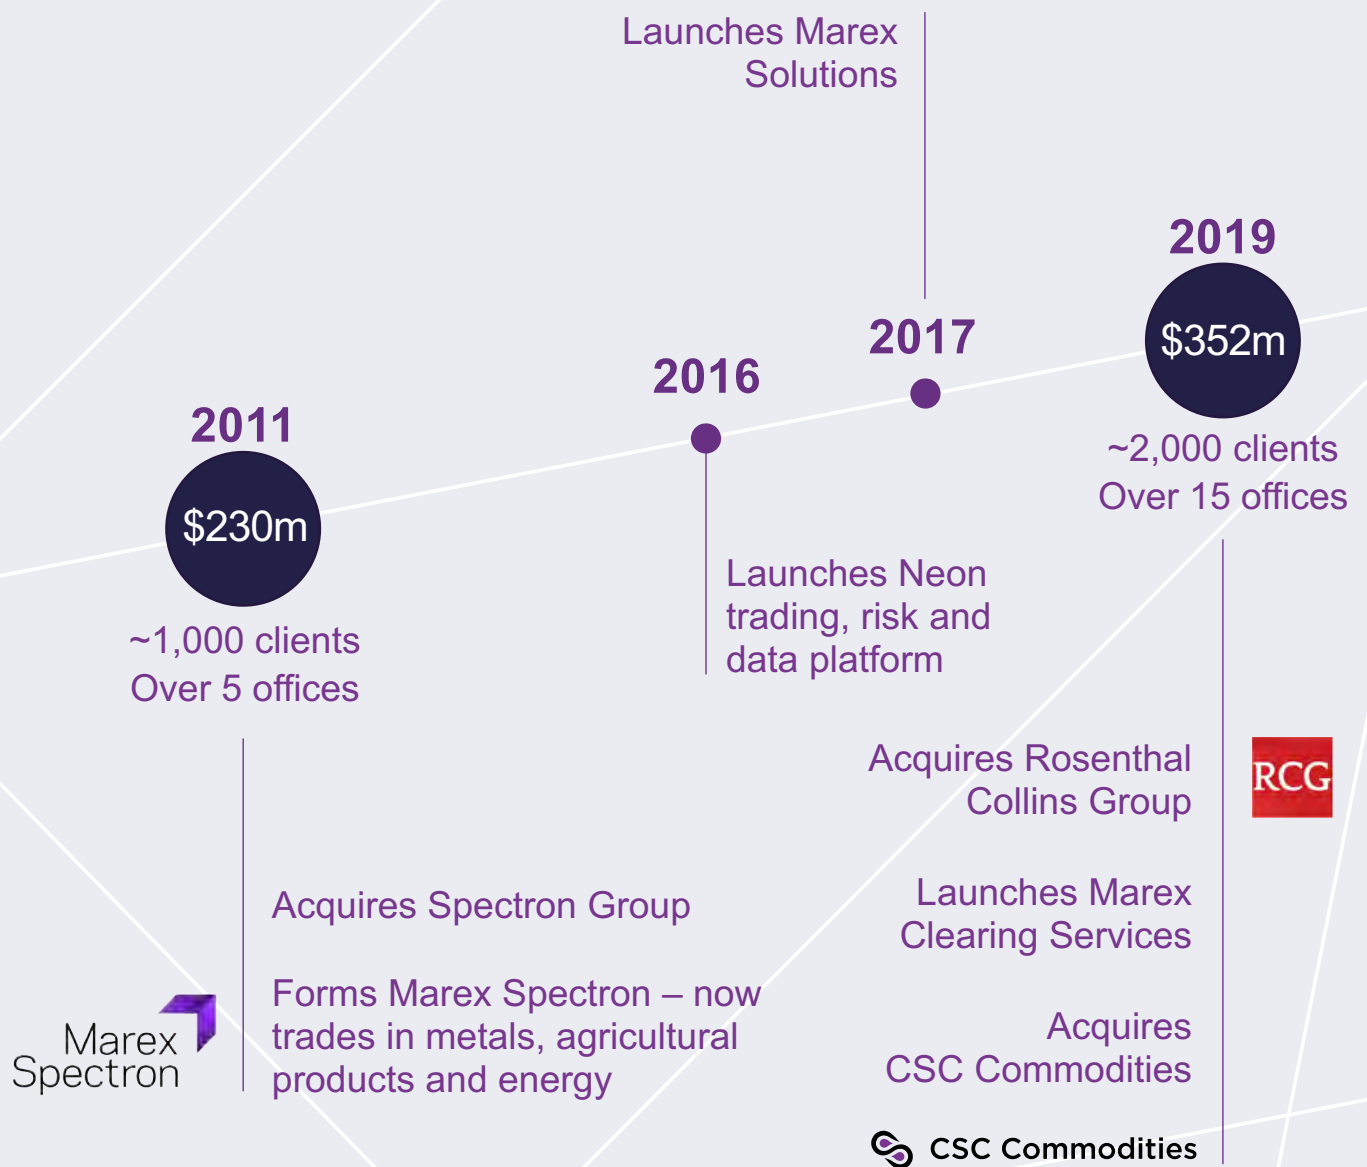 Launches Marex
Solutions
2011
$230m
~1,000 clients
Over 5 offices
Acquires Spectron Group
Forms Marex Spectron – now
trades in metals, agricultural
products and energy
Marex
Spectron
2016
Launches Neon
trading, risk and
data platform
2017
2019
$352m
~2,000 clients
Over 15 offices
Acquires Rosenthal
Collins Group
RCG
Launches Marex
Clearing Services
Acquires
CSC Commodities
CSC Commodities